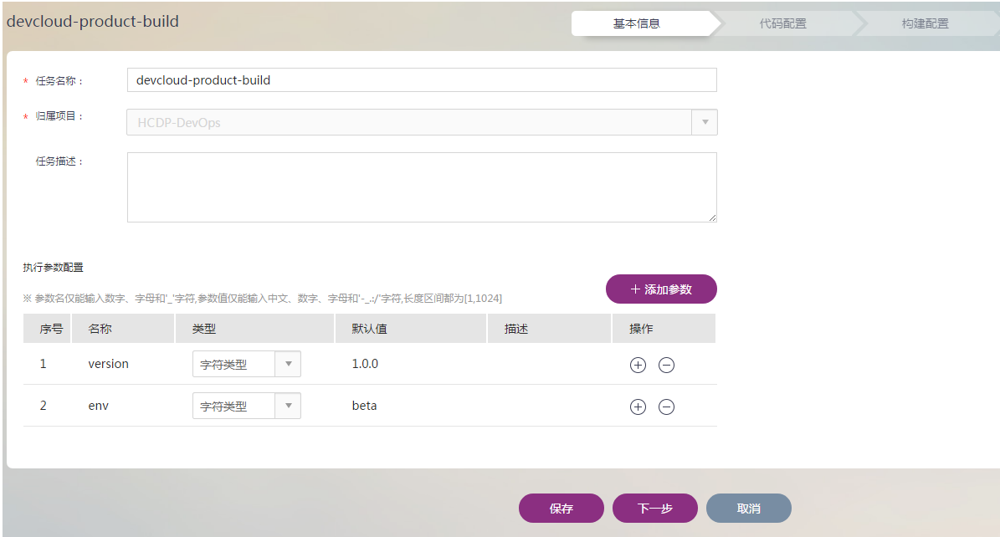 devcloud-product-build
基本信息
代码配置
构建配置
* 任务名称：
devcloud-product-build
* 归属项目：
HCDP-DevOps
任务描述：
执行参数配置
※ 参数名仅能输入数字、字母和'_'字符,参数值仅能输入中文、数字、字母和'-_.:/'字符,长度区间都为[1,1024]
＋ 添加参数
序号 名称 类型 默认值 描述 操作
1 version 字符类型 1.0.0
2 env 字符类型 beta
保存 下一步 取消